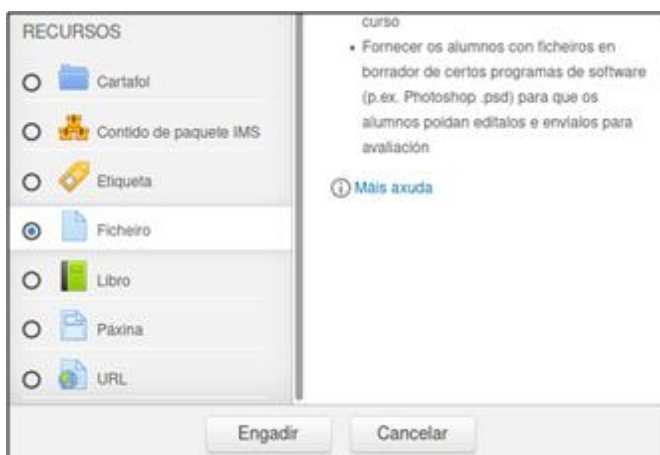 RECURSOS
Cartafol
Contido de paquete IMS
Etiqueta
Ficheiro
Libro
Páxina
URL
curso
• Fornecer os alumnos con ficheiros en
borrador de certos programas de software
(p.ex. Photoshop .psd) para que os
alumnos poidan editalos e envialos para
avaliación
Máis axuda
Engadir
Cancelar